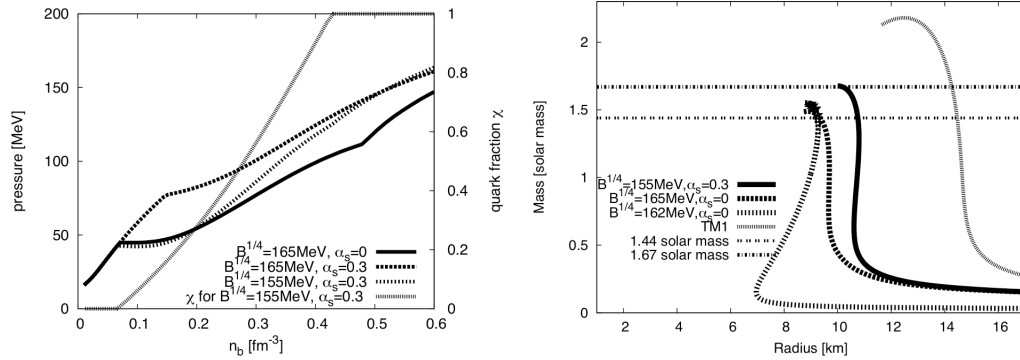 pressure [MeV]
200
150
100
50
0
0
0.1
0.2
0.3
0.4
0.5
0.6
n_b [fm^-3]
1
0.8
0.6
0.4
0.2
0
quark fraction χ
B^1/4=165MeV, α_s=0
B^1/4=165MeV, α_s=0.3
B^1/4=155MeV, α_s=0.3
χ for B^1/4=155MeV, α_s=0.3
Mass [solar mass]
2
1.5
1
0.5
0
2
4
6
8
10
12
14
16
Radius [km]
B^1/4=155MeV,α_s=0.3
B^1/4=165MeV,α_s=0
B^1/4=162MeV,α_s=0
TM1
1.44 solar mass
1.67 solar mass